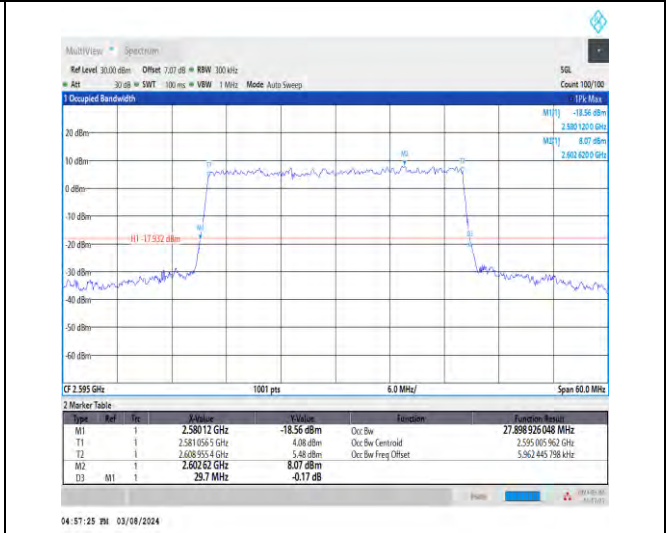 MultiView Spectrum
Ref Level 30.00 dBm Offset 7.07 dB RBW 300 kHz SGL
Att 30 dB SWT 100 ms VBW 1 MHz Mode Auto Sweep Count 100/100
1 Occupied Bandwidth 1Pk Max
M1[1] -18.56 dBm
2.580 120 0 GHz
M2[1] 8.07 dBm
2.602 620 0 GHz
20 dBm
10 dBm
M2
0 dBm
-10 dBm
M1
H1 -17.932 dBm
-20 dBm
-30 dBm
-40 dBm
-50 dBm
-60 dBm
CF 2.595 GHz 1001 pts 6.0 MHz/ Span 60.0 MHz
2 Marker Table
Type Ref Trc X-Value Y-Value Function Function Result
M1 1 2.58012 GHz -18.56 dBm Occ Bw 27.898 926 048 MHz
T1 1 2.581 056 5 GHz 4.08 dBm Occ Bw Centroid 2.595 005 962 GHz
T2 1 2.608 955 4 GHz 5.48 dBm Occ Bw Freq Offset 5.962 445 798 kHz
M2 1 2.60262 GHz 8.07 dBm
D3 M1 1 29.7 MHz -0.17 dB
04:57:25 PM 03/08/2024